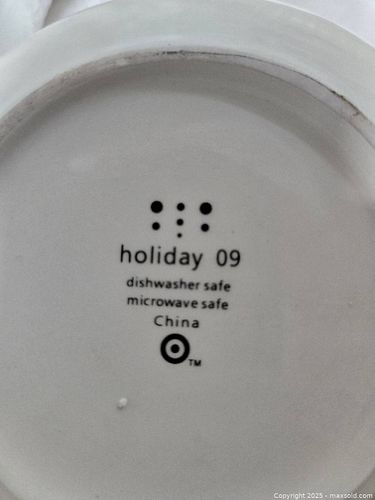 holiday 09
dishwasher safe
microwave safe
China
TM
Copyright 2025 - maxsold.com